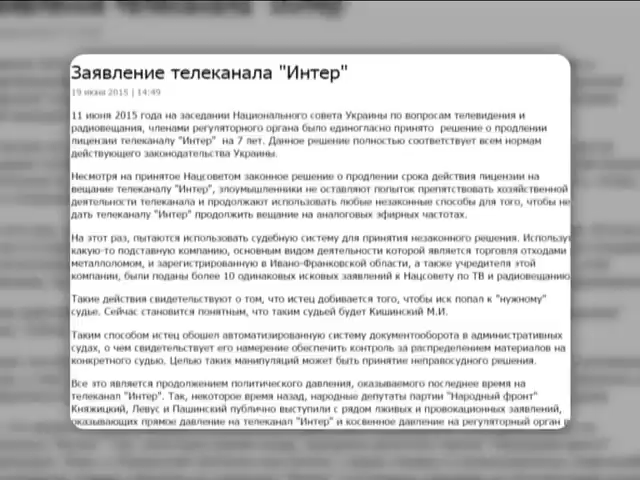 Заявление телеканала "Интер"
19 июня 2015 | 14:49
11 июня 2015 года на заседании Национального совета Украины по вопросам телевидения и
радиовещания, членами регуляторного органа было единогласно принято решение о продлении
лицензии телеканалу "Интер" на 7 лет. Данное решение полностью соответствует всем нормам
действующего законодательства Украины.
Несмотря на принятое Нацсоветом законное решение о продлении срока действия лицензии на
вещание телеканалу "Интер", злоумышленники не оставляют попыток препятствовать хозяйственной
деятельности телеканала и продолжают использовать любые незаконные способы для того, чтобы не
дать телеканалу "Интер" продолжить вещание на аналоговых эфирных частотах.
На этот раз, пытаются использовать судебную систему для принятия незаконного решения. Использу
какую-то подставную компанию, основным видом деятельности которой является торговля отходами
металлоломом, и зарегистрированную в Ивано-Франковской области, а также учредителя этой
компании, были поданы более 10 одинаковых исковых заявлений к Нацсовету по ТВ и радиовещанию
Такие действия свидетельствуют о том, что истец добивается того, чтобы иск попал к "нужному"
судье. Сейчас становится понятным, что таким судьей будет Кишинский М.И.
Таким способом истец обошел автоматизированную систему документооборота в административных
судах, о чем свидетельствует его намерение обеспечить контроль за распределением материалов на
конкретного судью. Целью таких манипуляций может быть принятие неправосудного решения.
Все это является продолжением политического давления, оказываемого последнее время на
телеканал "Интер". Так, некоторое время назад, народные депутаты партии "Народный фронт"
Княжицкий, Левус и Пашинский публично выступили с рядом лживых и провокационных заявлений,
оказывающих прямое давление на телеканал "Интер" и косвенное давление на регуляторный орган в